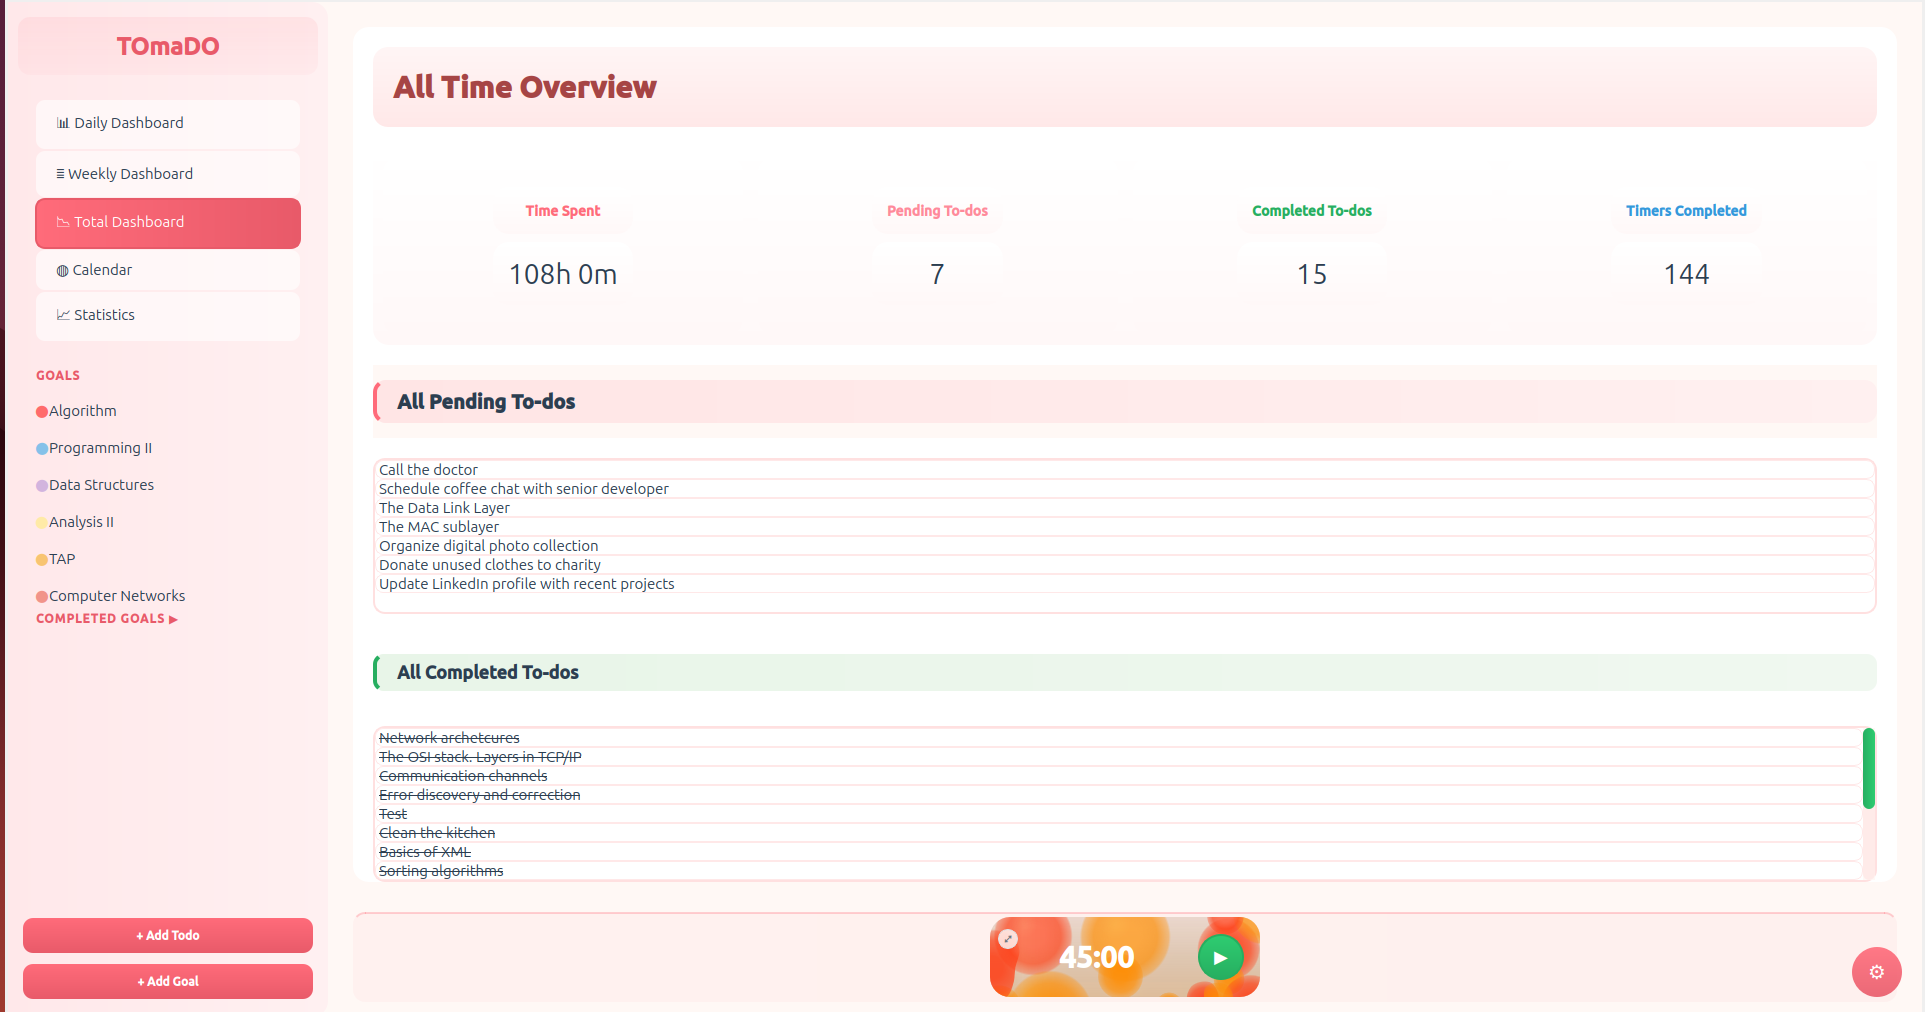 TOmaDO
Daily Dashboard
Weekly Dashboard
Total Dashboard
Calendar
Statistics
GOALS
Algorithm
Programming II
Data Structures
Analysis II
TAP
Computer Networks
COMPLETED GOALS ▶
+ Add Todo
+ Add Goal
All Time Overview
Time Spent
108h 0m
Pending To-dos
7
Completed To-dos
15
Timers Completed
144
All Pending To-dos
Call the doctor
Schedule coffee chat with senior developer
The Data Link Layer
The MAC sublayer
Organize digital photo collection
Donate unused clothes to charity
Update LinkedIn profile with recent projects
All Completed To-dos
Network archetcures
The OSI stack. Layers in TCP/IP
Communication channels
Error discovery and correction
Test
Clean the kitchen
Basics of XML
Sorting algorithms
45:00